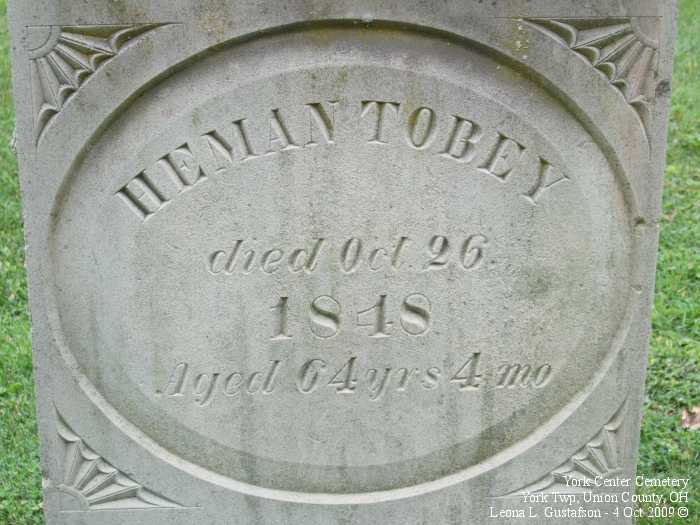 HEMAN TOBEY
died Oct. 26
1848
Aged 64 yrs 4 mo
York Center Cemetery
York Twp, Union County, OH
Leona L. Gustafson - 4 Oct 2009 ©